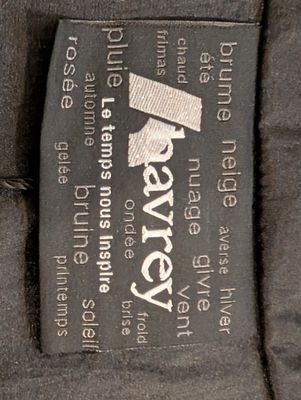 brume neige averse hiver
été nuage givre vent
chaud
frimas
havrey
froid
brise
ondée
Le temps nous inspire
pluie bruine soleil
automne
rosée gelée printemps